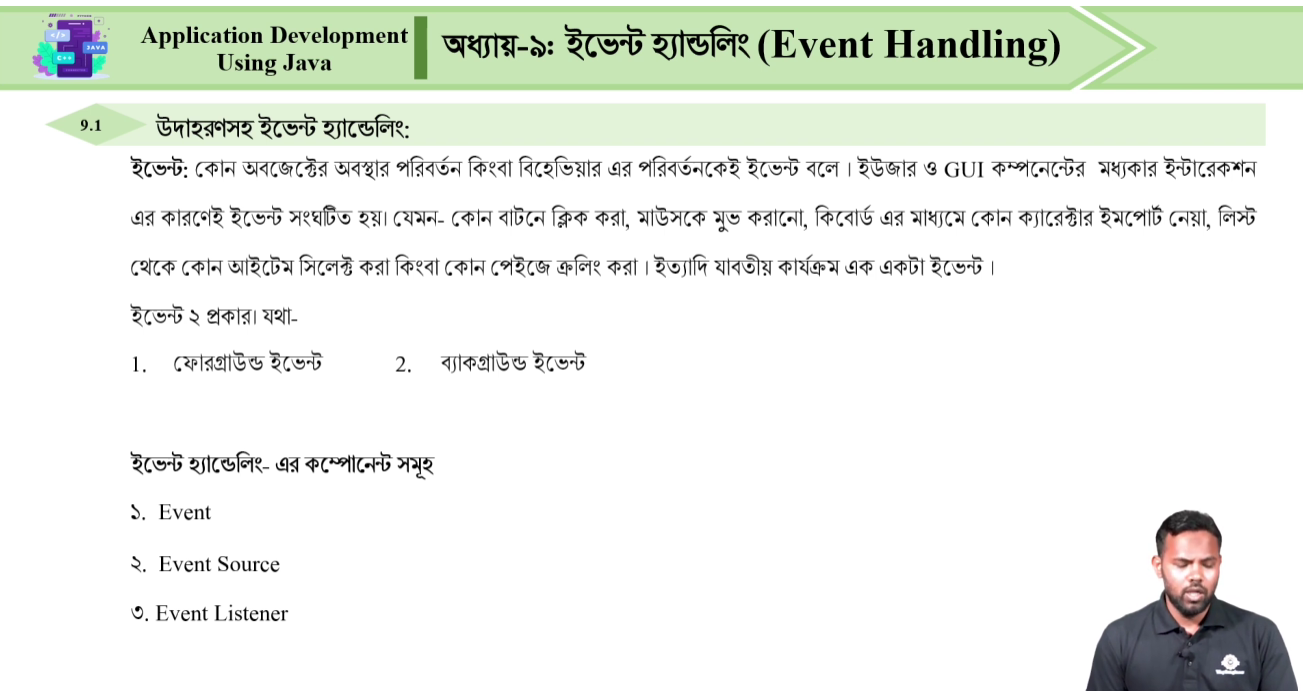 Application Development
Using Java
অধ্যায়-৯: ইভেন্ট হ্যান্ডলিং (Event Handling)
</>
JAVA
C++
9.1
উদাহরণসহ ইভেন্ট হ্যান্ডেলিং:
ইভেন্ট: কোন অবজেক্টের অবস্থার পরিবর্তন কিংবা বিহেভিয়ার এর পরিবর্তনকেই ইভেন্ট বলে। ইউজার ও GUI কম্পনেন্টের মধ্যকার ইন্টারেকশন
এর কারণেই ইভেন্ট সংঘটিত হয়। যেমন- কোন বাটনে ক্লিক করা, মাউসকে মুভ করানো, কিবোর্ড এর মাধ্যমে কোন ক্যারেক্টার ইমপোর্ট নেয়া, লিস্ট
থেকে কোন আইটেম সিলেক্ট করা কিংবা কোন পেইজে ক্রলিং করা। ইত্যাদি যাবতীয় কার্যক্রম এক একটা ইভেন্ট।
ইভেন্ট ২ প্রকার। যথা-
1. ফোরগ্রাউন্ড ইভেন্ট 2. ব্যাকগ্রাউন্ড ইভেন্ট
ইভেন্ট হ্যান্ডেলিং- এর কম্পোনেন্ট সমূহ
১. Event
২. Event Source
৩. Event Listener